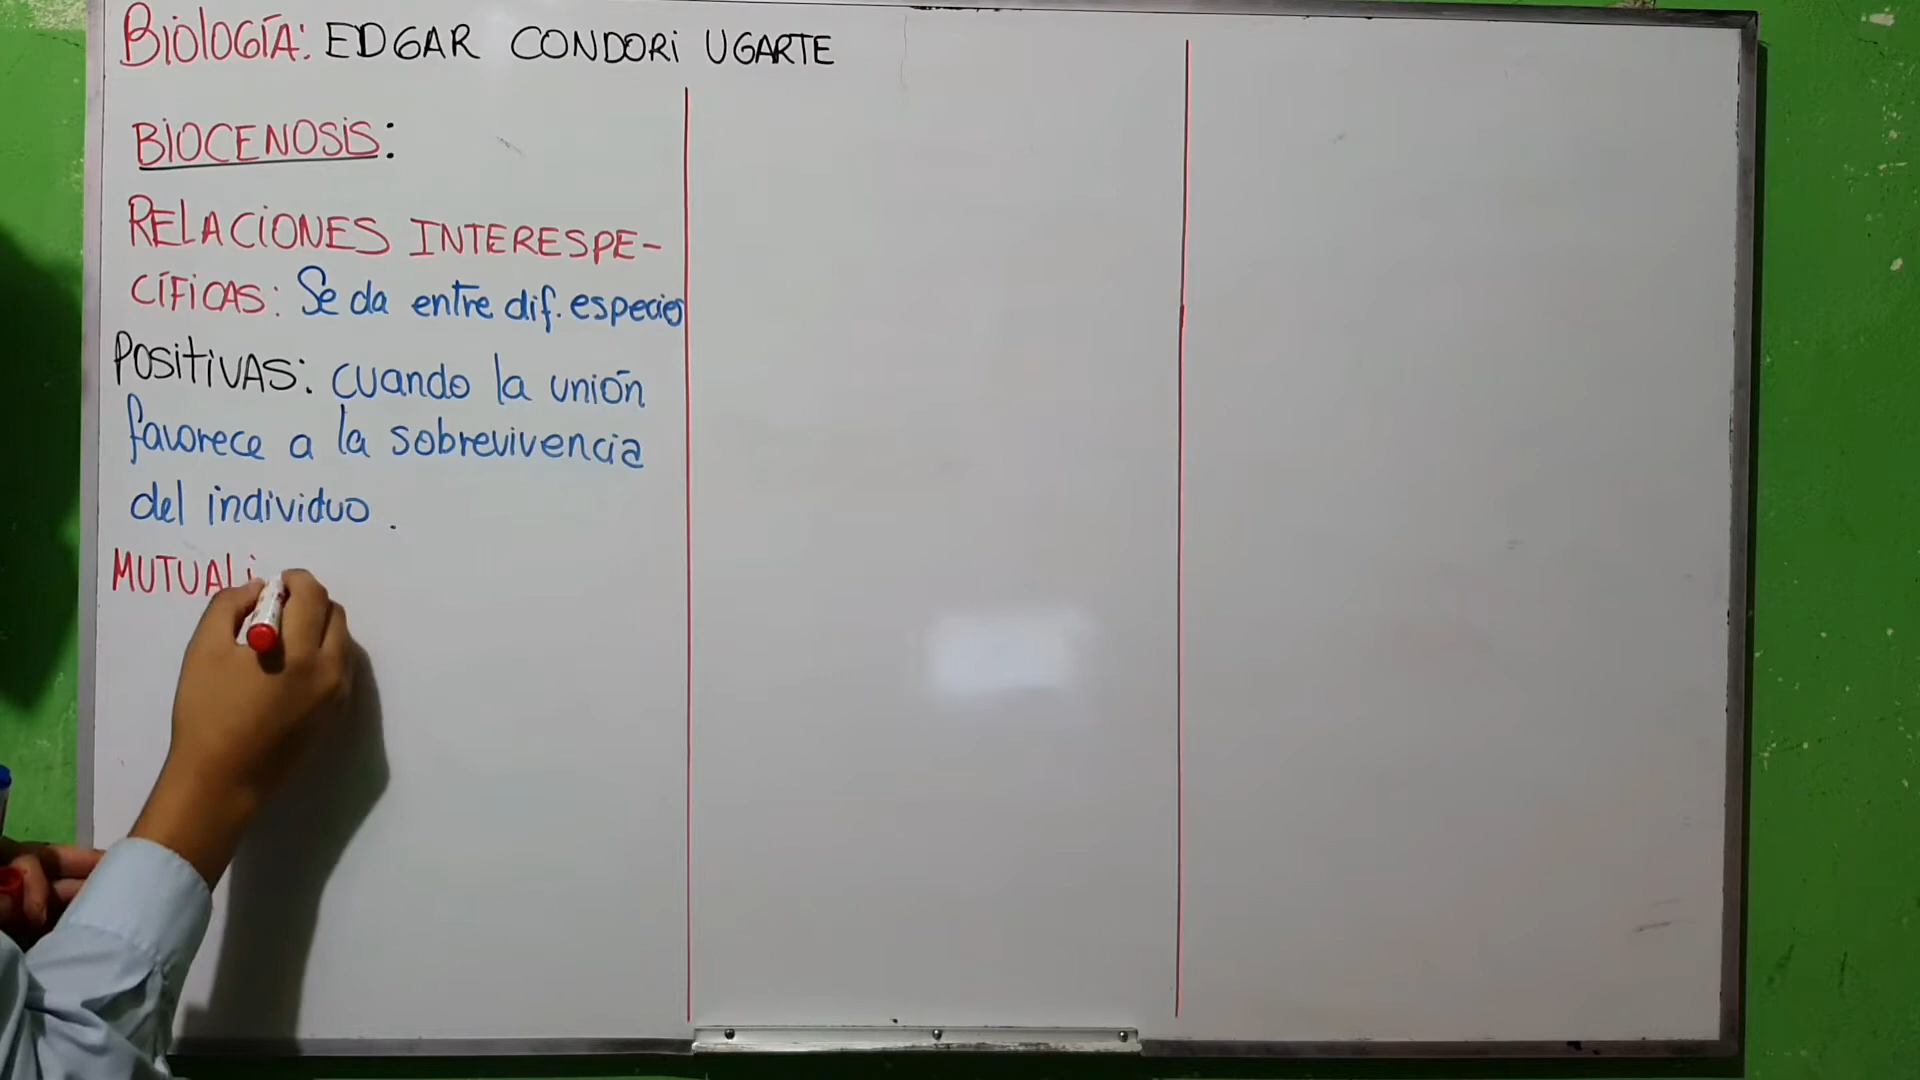 BiOLOGÍA: EDGAR CONDORi UGARTE
BiOCENOSiS:
RELACiONES INTERESPE-
CÍFiCAS: Se da entre dif. especies
POSitiVAS: cuando la unión
favorece a la sobrevivencia
del individuo.
MUTUALi